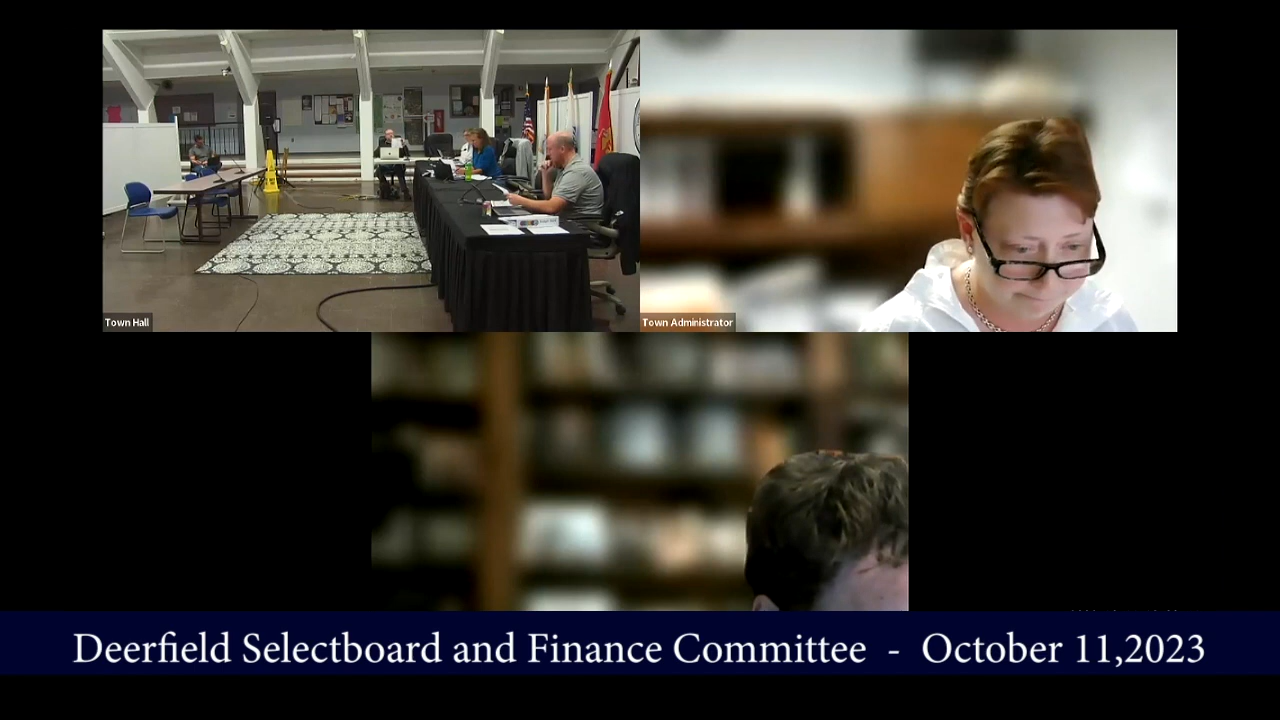 Town Hall
Town Administrator
Deerfield Selectboard and Finance Committee - October 11,2023